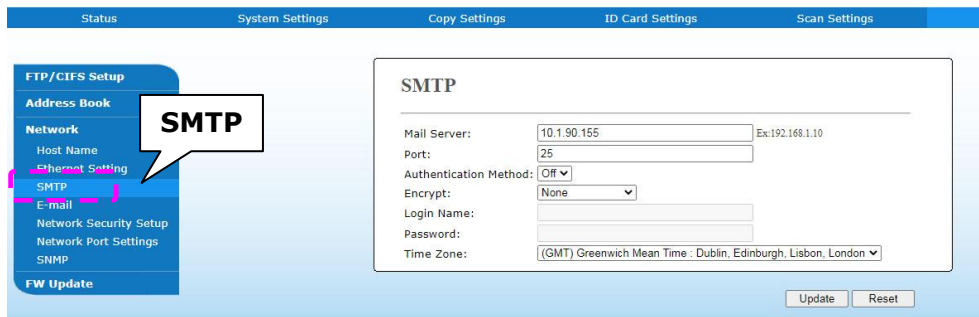 Status System Settings Copy Settings ID Card Settings Scan Settings
FTP/CIFS Setup
Address Book
Network
Host Name
Ethernet Setting
SMTP
E-mail
Network Security Setup
Network Port Settings
SNMP
FW Update
SMTP
SMTP
Mail Server: 10.1.90.155 Ex:192.168.1.10
Port: 25
Authentication Method: Off
Encrypt: None
Login Name:
Password:
Time Zone: (GMT) Greenwich Mean Time : Dublin, Edinburgh, Lisbon, London
Update Reset